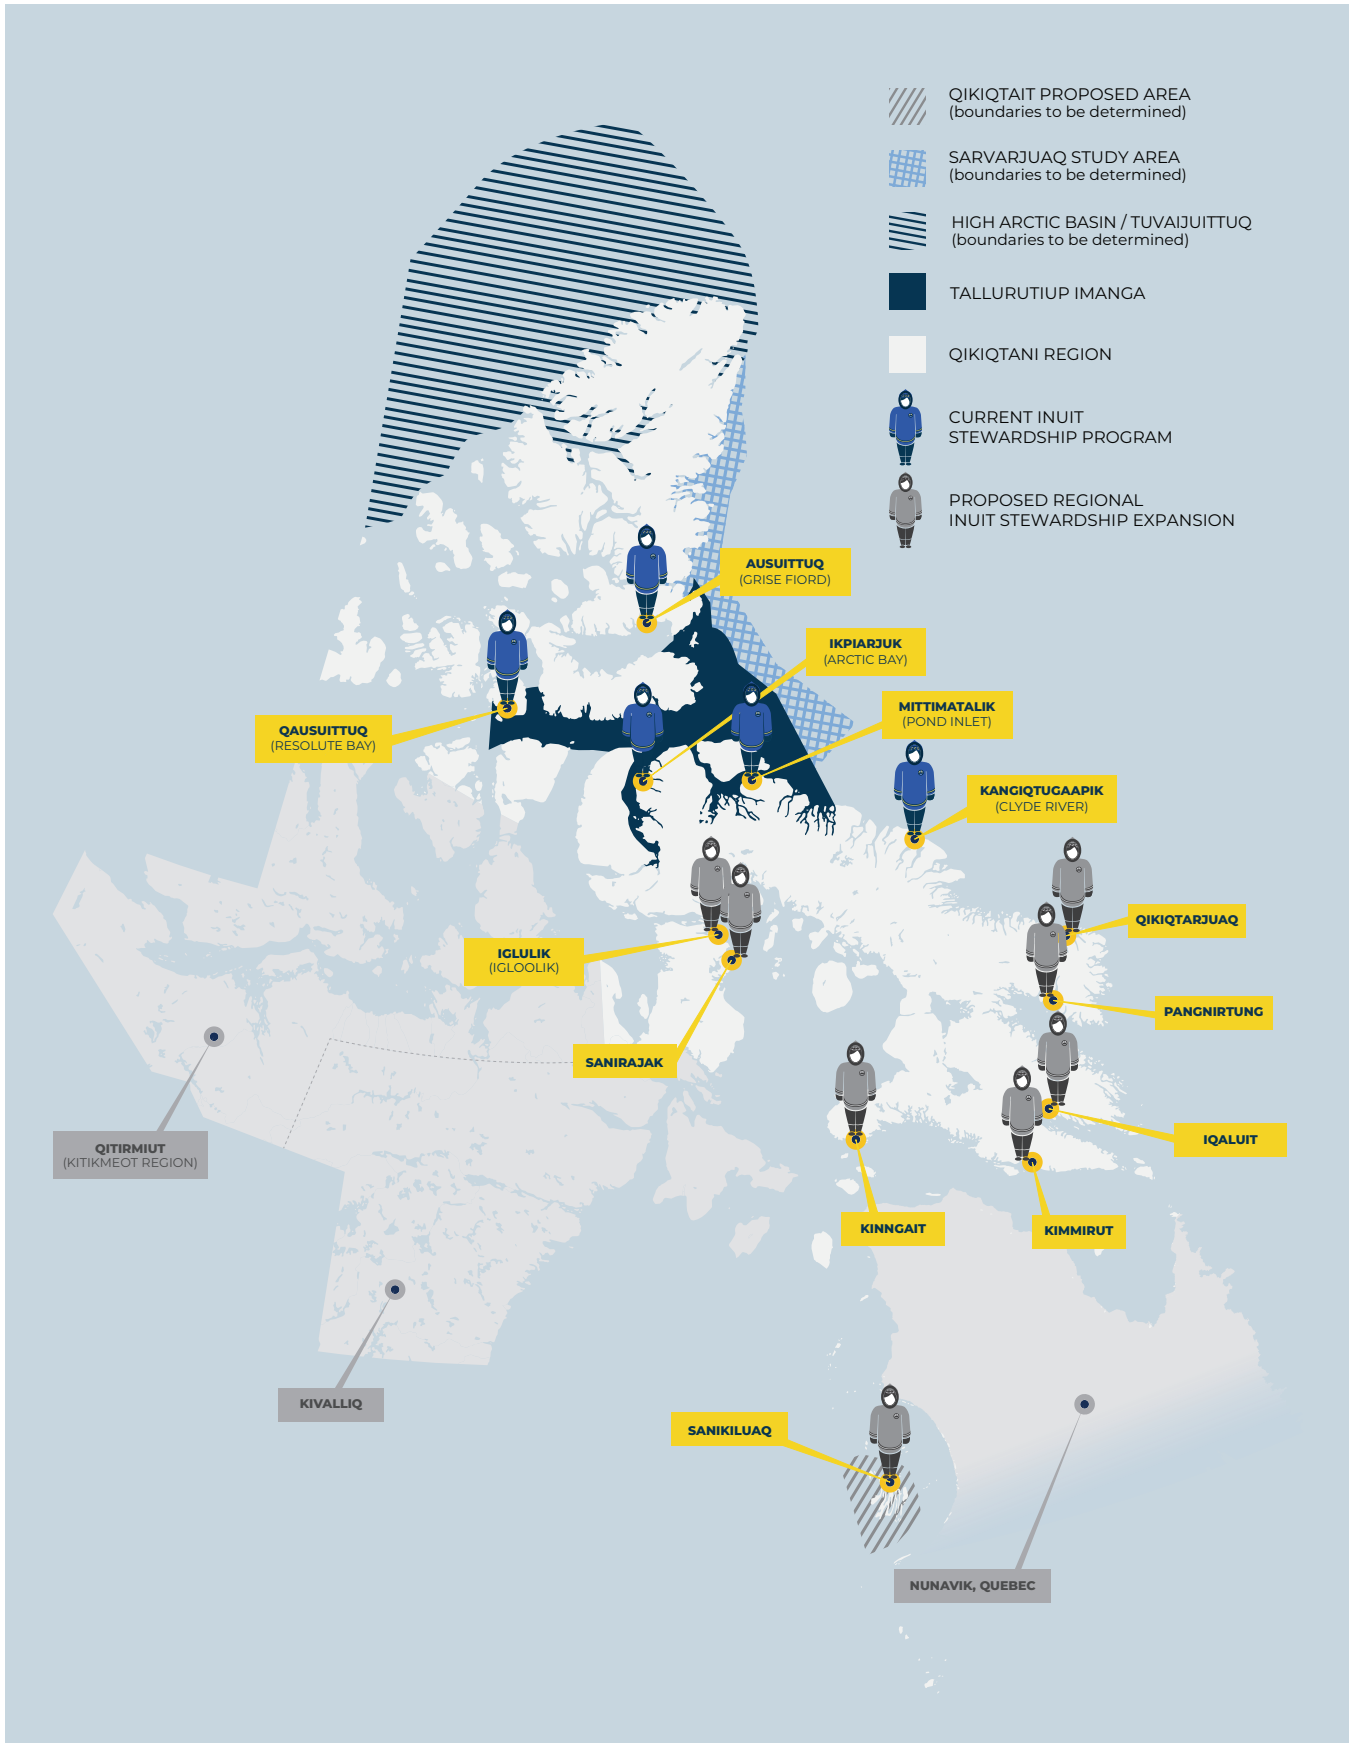 QIKIQTAIT PROPOSED AREA
(boundaries to be determined)
SARVARJUAQ STUDY AREA
(boundaries to be determined)
HIGH ARCTIC BASIN / TUVAIJUITTUQ
(boundaries to be determined)
TALLURUTIUP IMANGA
QIKIQTANI REGION
CURRENT INUIT
STEWARDSHIP PROGRAM
PROPOSED REGIONAL
INUIT STEWARDSHIP EXPANSION
AUSUITTUQ
(GRISE FIORD)
IKPIARJUK
(ARCTIC BAY)
MITTIMATALIK
(POND INLET)
QAUSUITTUQ
(RESOLUTE BAY)
KANGIQTUGAAPIK
(CLYDE RIVER)
QIKIQTARJUAQ
IGLULIK
(IGLOOLIK)
PANGNIRTUNG
SANIRAJAK
IQALUIT
QITIRMIUT
(KITIKMEOT REGION)
KINNGAIT
KIMMIRUT
KIVALLIQ
SANIKILUAQ
NUNAVIK, QUEBEC